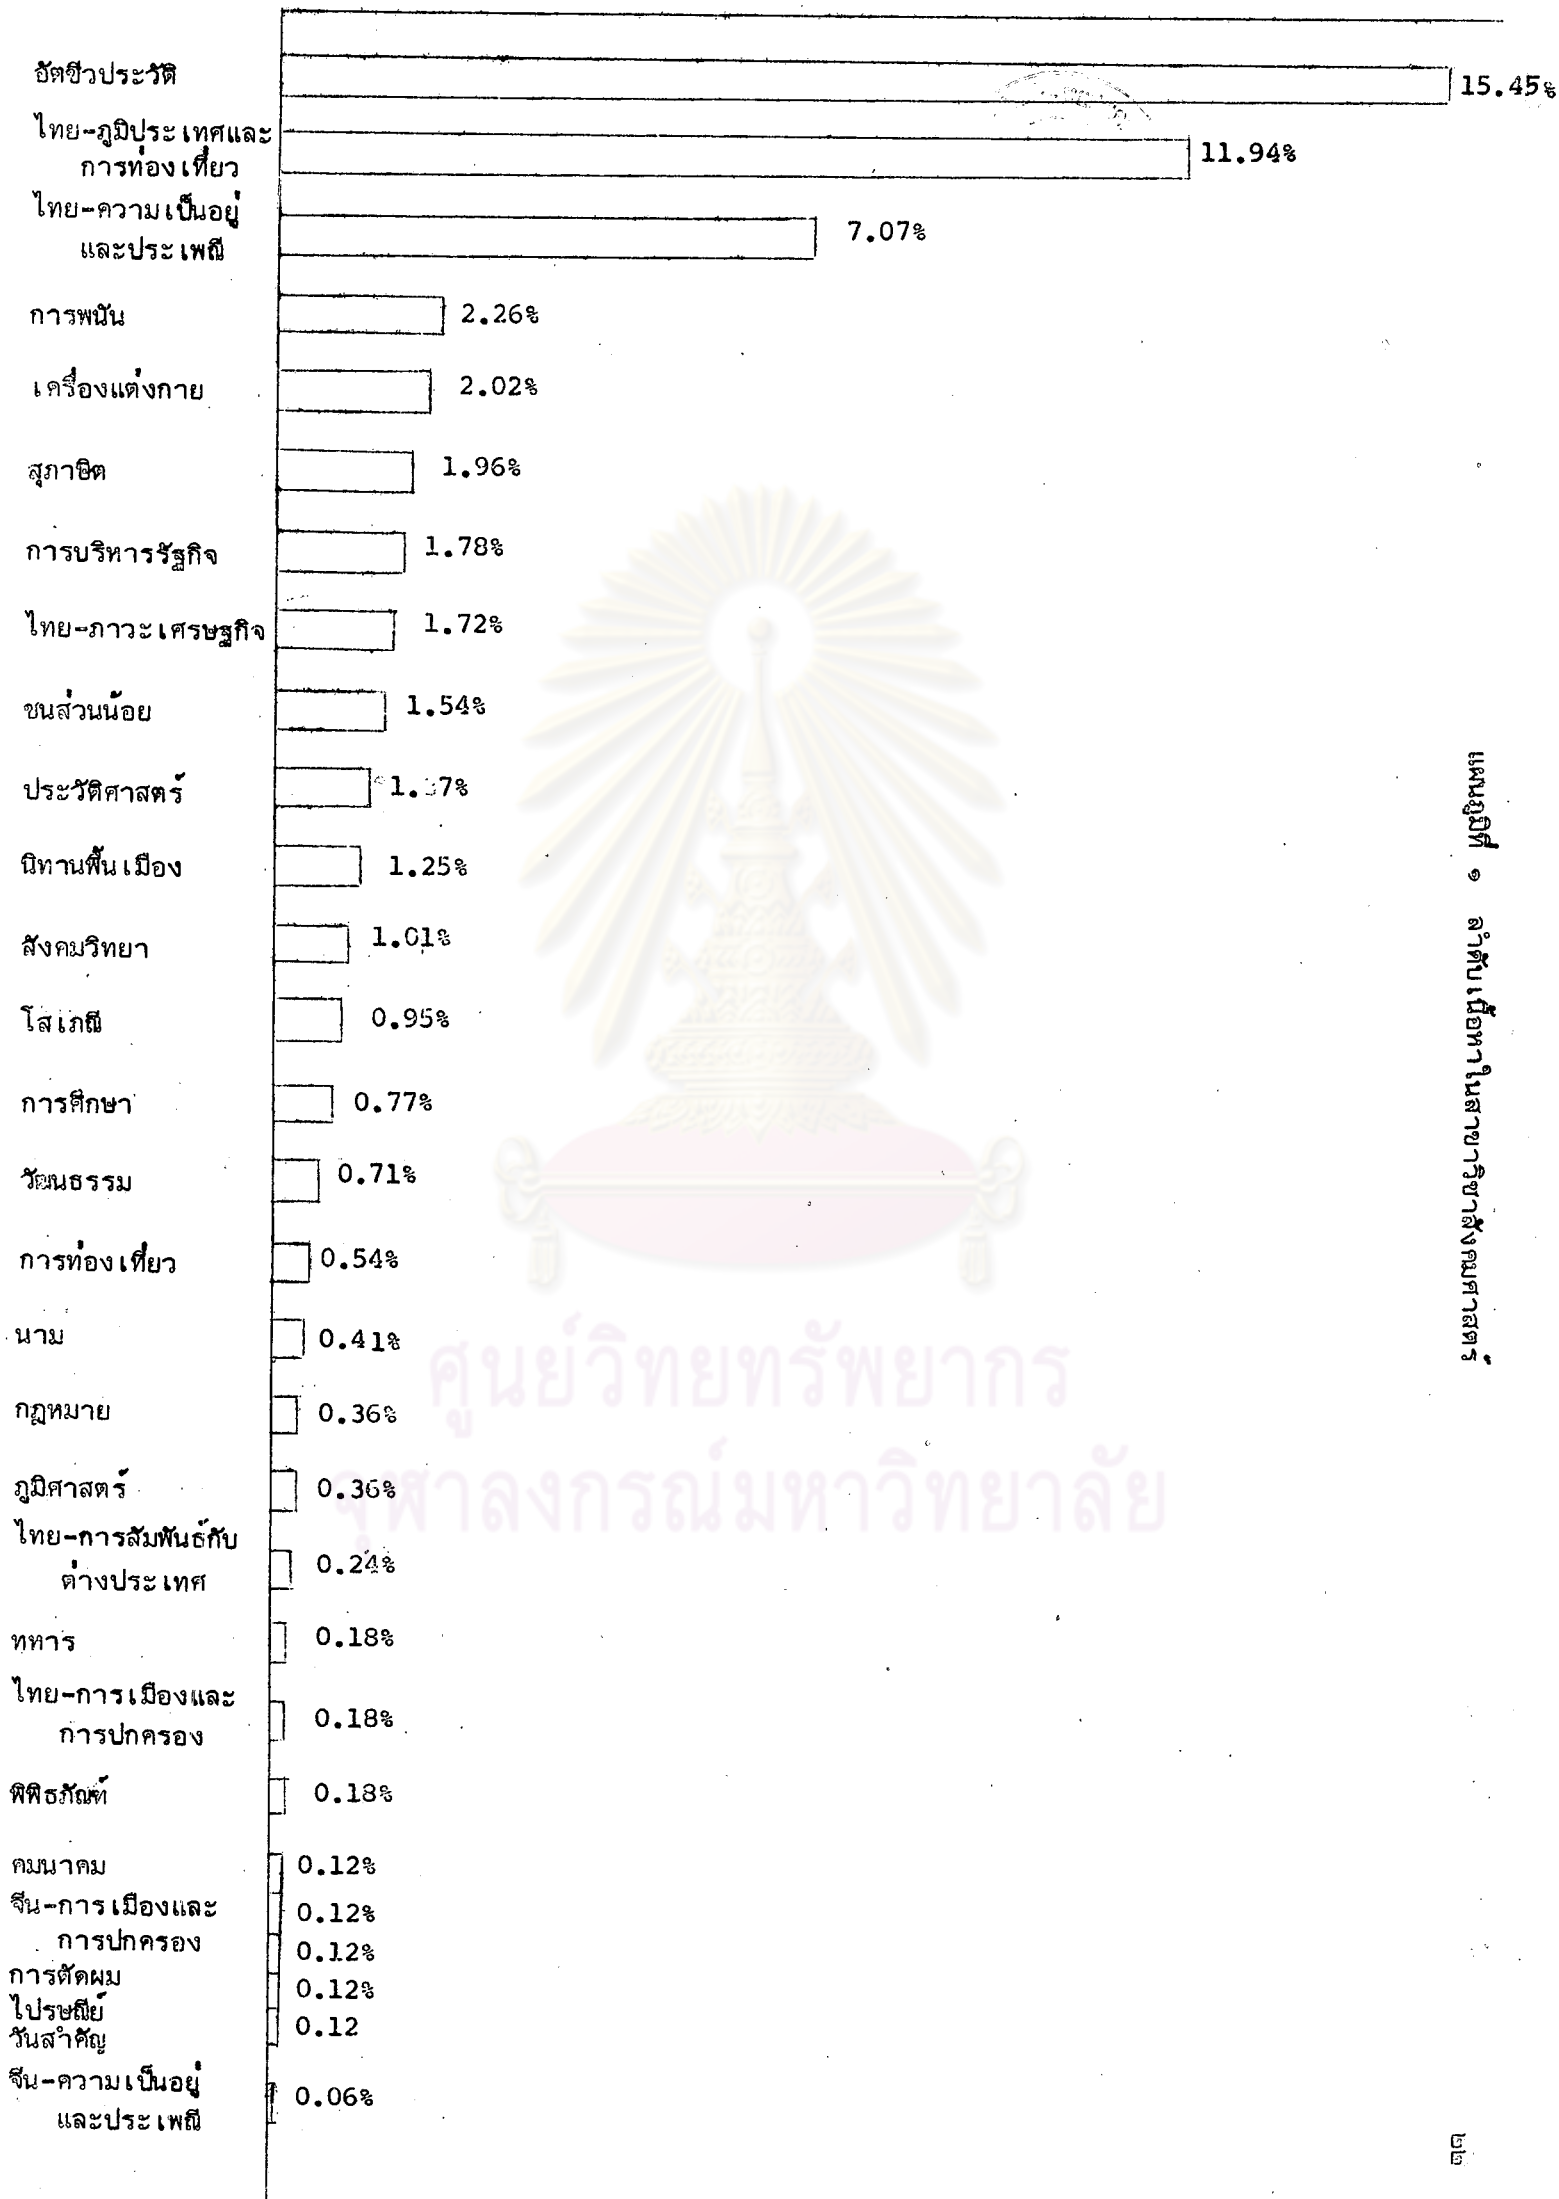 อัตชีวประวัติ 15.45%
ไทย-ภูมิประเทศและ
การท่องเที่ยว 11.94%
ไทย-ความเป็นอยู่
และประเพณี 7.07%
การพนัน 2.26%
เครื่องแต่งกาย 2.02%
สุภาษิต 1.96%
การบริหารรัฐกิจ 1.78%
ไทย-ภาวะเศรษฐกิจ 1.72%
ชนส่วนน้อย 1.54%
ประวัติศาสตร์
นิทานพื้นเมือง 1.25%
สังคมวิทยา 1.01%
โสเภณี 0.95%
การศึกษา 0.77%
วัฒนธรรม 0.71%
การท่องเที่ยว 0.54%
นาม 0.41%
กฎหมาย 0.36%
ภูมิศาสตร์ 0.36%
ไทย-การสัมพันธ์กับ
ต่างประเทศ 0.24%
ทหาร 0.18%
ไทย-การเมืองและ
การปกครอง 0.18%
พิพิธภัณฑ์ 0.18%
คมนาคม 0.12%
จีน-การเมืองและ 0.12%
การปกครอง 0.12%
การตัดผม 0.12%
ไปรษณีย์ 0.12
วันสำคัญ
จีน-ความเป็นอยู่ 0.06%
และประเพณี
แผนภูมิที่ ๑ ลำดับเนื้อหาในสาขาวิชาสังคมศาสตร์
๒๒
ศูนย์วิทยทรัพยากร
จุฬาลงกรณ์มหาวิทยาลัย